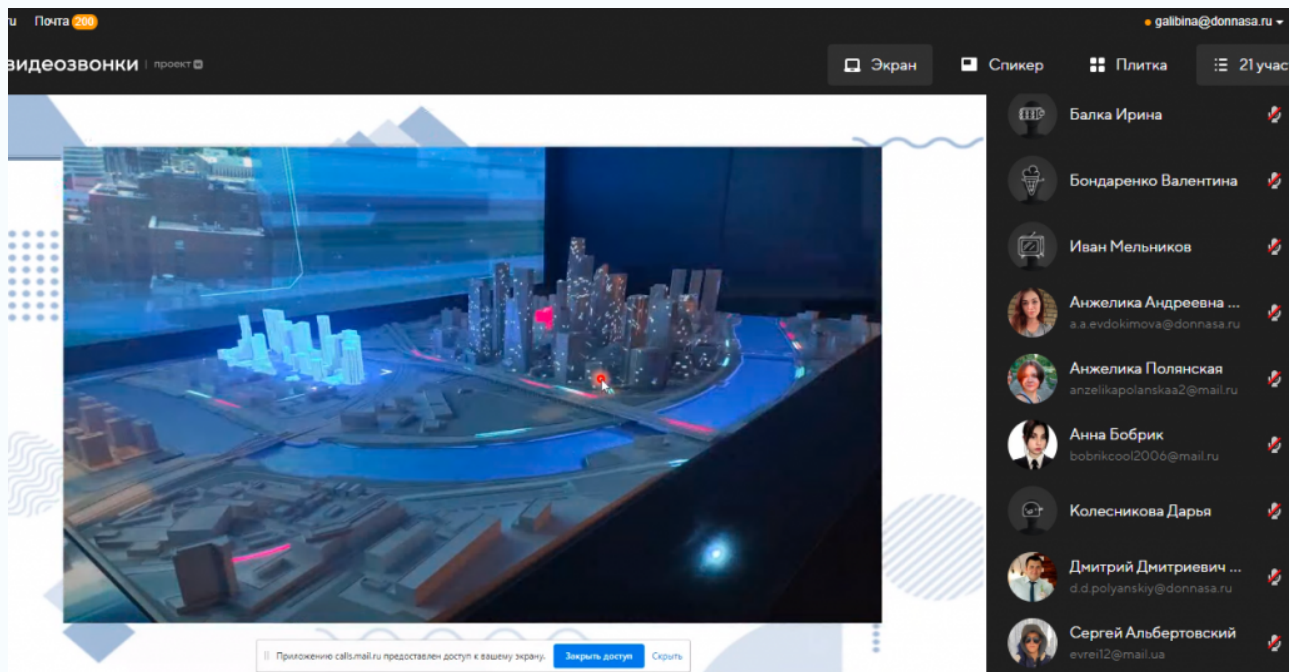 ru Почта 200
galibina@donnasa.ru
видеозвонки проект
Экран Спикер Плитка 21 учас
Балка Ирина
Бондаренко Валентина
Иван Мельников
Анжелика Андреевна ...
a.a.evdokimova@donnasa.ru
Анжелика Полянская
anzelikapolanskaa2@mail.ru
Анна Бобрик
bobrikcool2006@mail.ru
Колесникова Дарья
Дмитрий Дмитриевич ...
d.d.polyanskiy@donnasa.ru
Сергей Альбертовский
evrei12@mail.ua
Приложению calls.mail.ru предоставлен доступ к вашему экрану. Закрыть доступ Скрыть